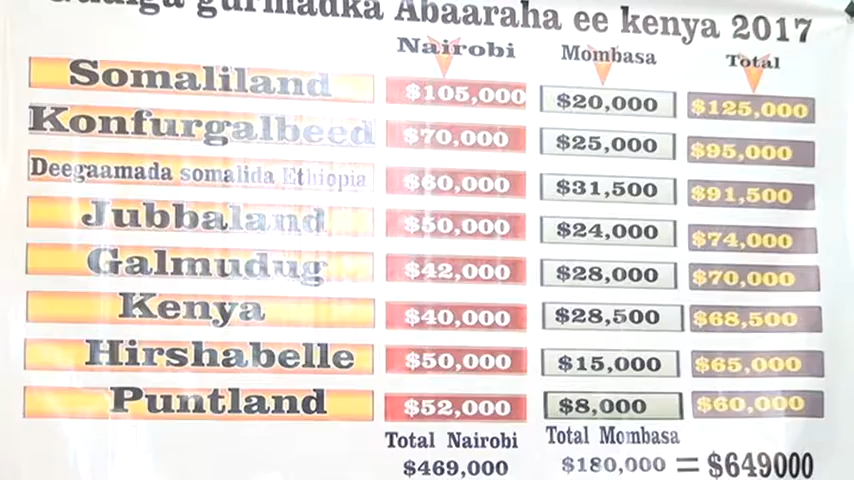 gurmadka Abaaraha ee kenya 2017
Nairobi Mombasa Total
Somaliland $105,000 $20,000 $125,000
Konfurgalbeed $70,000 $25,000 $95,000
Deegaamada somalida Ethiopia $60,000 $31,500 $91,500
Jubbaland $50,000 $24,000 $74,000
Galmudug $42,000 $28,000 $70,000
Kenya $40,000 $28,500 $68,500
Hirshabelle $50,000 $15,000 $65,000
Puntland $52,000 $8,000 $60,000
Total Nairobi Total Mombasa
$469,000 $180,000 = $649000